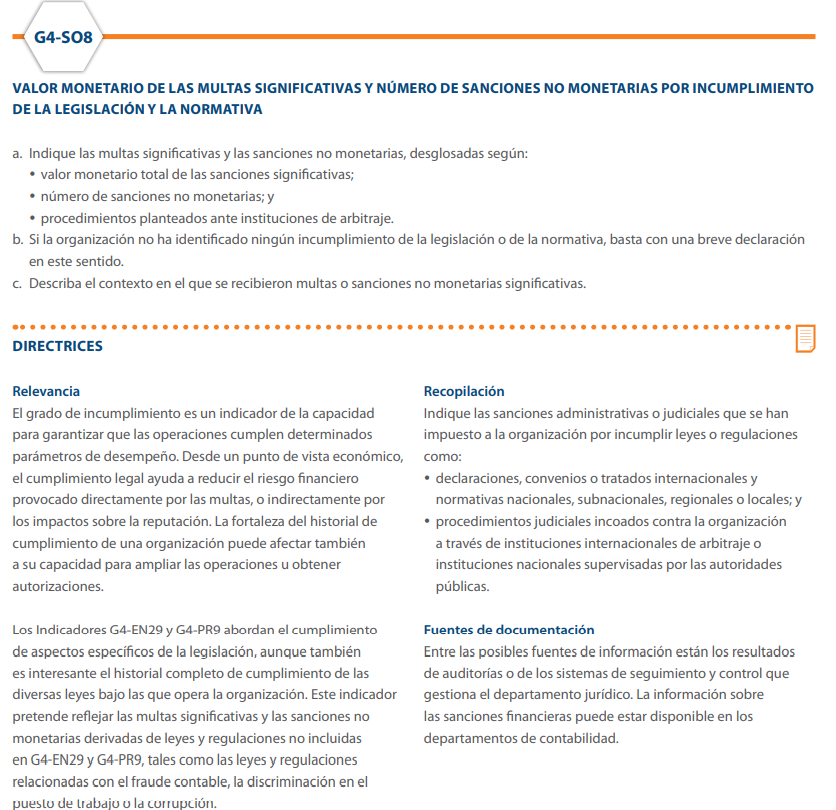 G4-SO8
VALOR MONETARIO DE LAS MULTAS SIGNIFICATIVAS Y NÚMERO DE SANCIONES NO MONETARIAS POR INCUMPLIMIENTO
DE LA LEGISLACIÓN Y LA NORMATIVA
a. Indique las multas significativas y las sanciones no monetarias, desglosadas según:
• valor monetario total de las sanciones significativas;
• número de sanciones no monetarias; y
• procedimientos planteados ante instituciones de arbitraje.
b. Si la organización no ha identificado ningún incumplimiento de la legislación o de la normativa, basta con una breve declaración
en este sentido.
c. Describa el contexto en el que se recibieron multas o sanciones no monetarias significativas.
DIRECTRICES
Relevancia
El grado de incumplimiento es un indicador de la capacidad
para garantizar que las operaciones cumplen determinados
parámetros de desempeño. Desde un punto de vista económico,
el cumplimiento legal ayuda a reducir el riesgo financiero
provocado directamente por las multas, o indirectamente por
los impactos sobre la reputación. La fortaleza del historial de
cumplimiento de una organización puede afectar también
a su capacidad para ampliar las operaciones u obtener
autorizaciones.
Los Indicadores G4-EN29 y G4-PR9 abordan el cumplimiento
de aspectos específicos de la legislación, aunque también
es interesante el historial completo de cumplimiento de las
diversas leyes bajo las que opera la organización. Este indicador
pretende reflejar las multas significativas y las sanciones no
monetarias derivadas de leyes y regulaciones no incluidas
en G4-EN29 y G4-PR9, tales como las leyes y regulaciones
relacionadas con el fraude contable, la discriminación en el
puesto de trabajo o la corrupción.
Recopilación
Indique las sanciones administrativas o judiciales que se han
impuesto a la organización por incumplir leyes o regulaciones
como:
• declaraciones, convenios o tratados internacionales y
normativas nacionales, subnacionales, regionales o locales; y
• procedimientos judiciales incoados contra la organización
a través de instituciones internacionales de arbitraje o
instituciones nacionales supervisadas por las autoridades
públicas.
Fuentes de documentación
Entre las posibles fuentes de información están los resultados
de auditorías o de los sistemas de seguimiento y control que
gestiona el departamento jurídico. La información sobre
las sanciones financieras puede estar disponible en los
departamentos de contabilidad.